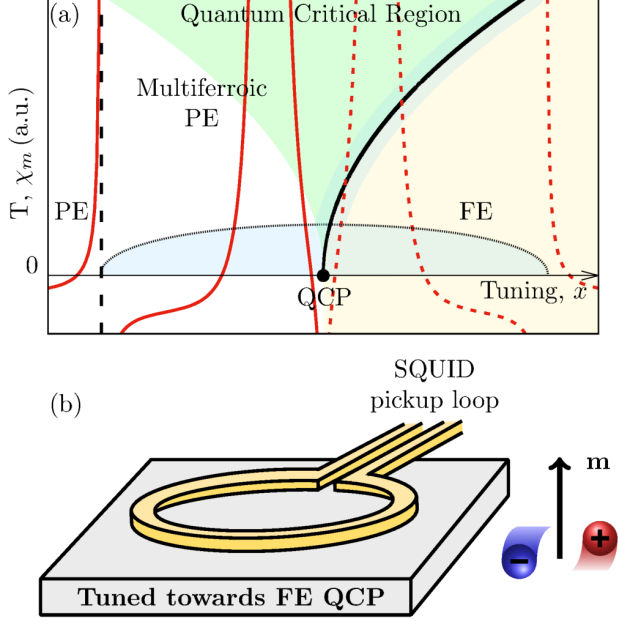 (a)
Quantum Critical Region
Multiferroic
PE
PE
FE
T, χm (a.u.)
0
QCP
Tuning, x
(b)
SQUID
pickup loop
m
- +
Tuned towards FE QCP